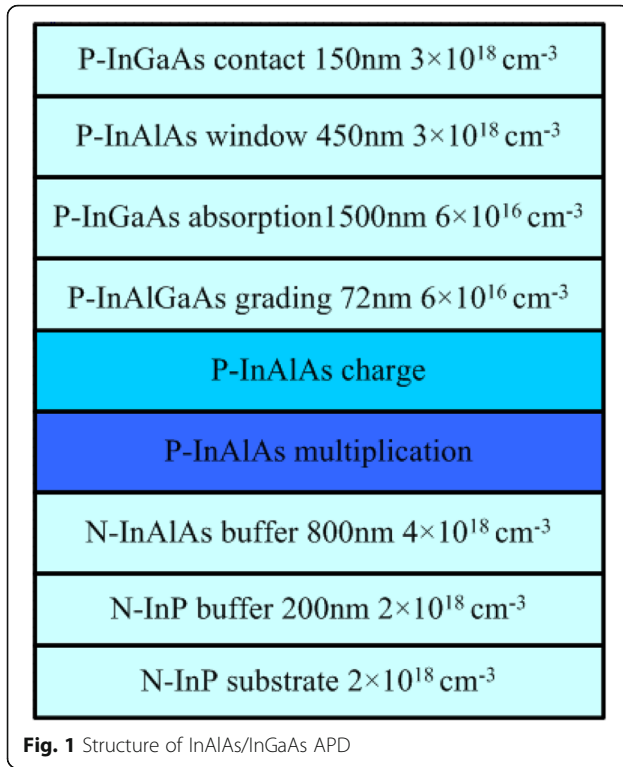 P-InGaAs contact 150nm 3×10¹⁸ cm⁻³
P-InAlAs window 450nm 3×10¹⁸ cm⁻³
P-InGaAs absorption1500nm 6×10¹⁶ cm⁻³
P-InAlGaAs grading 72nm 6×10¹⁶ cm⁻³
P-InAlAs charge
P-InAlAs multiplication
N-InAlAs buffer 800nm 4×10¹⁸ cm⁻³
N-InP buffer 200nm 2×10¹⁸ cm⁻³
N-InP substrate 2×10¹⁸ cm⁻³
Fig. 1 Structure of InAlAs/InGaAs APD